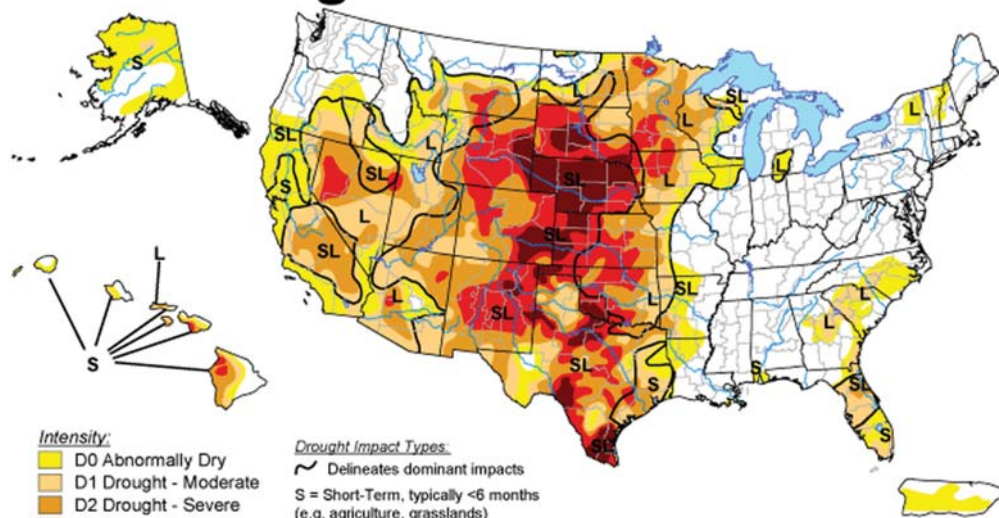 S
L
S
SL
S
SL
L
SL
L
L
SL
SL
SL
SL
SL
L
L
L
SL
L
SL
L
SL
S
SL
S
L
L
SL
S
Intensity:
D0 Abnormally Dry
D1 Drought - Moderate
D2 Drought - Severe
Drought Impact Types:
Delineates dominant impacts
S = Short-Term, typically <6 months
(e.g. agriculture, grasslands)